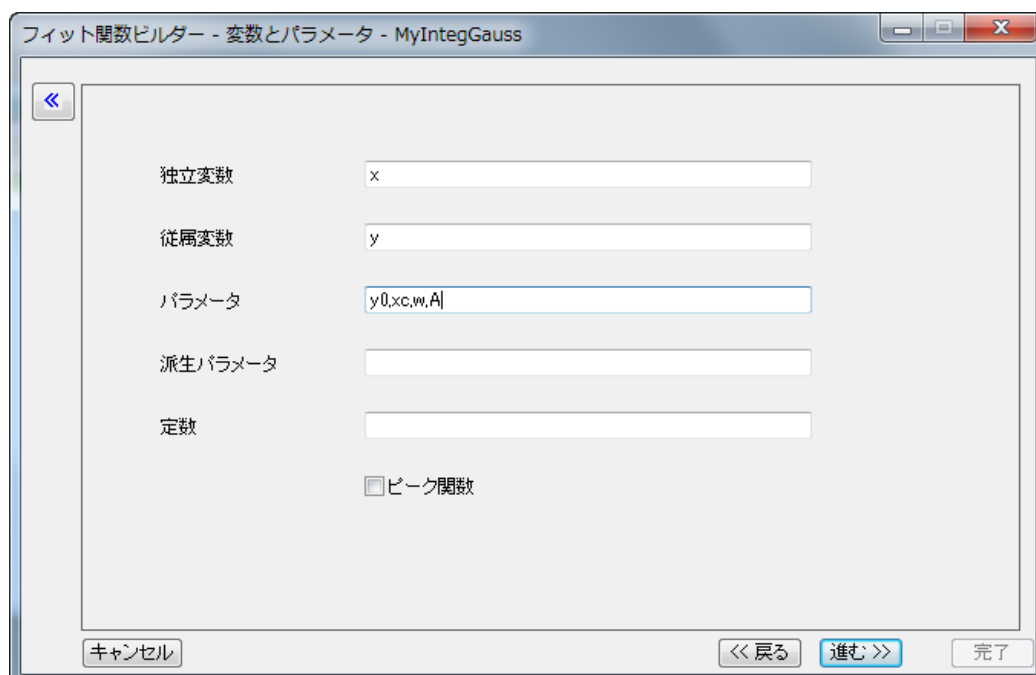 フィット関数ビルダー - 変数とパラメータ - MyIntegGauss
独立変数 x
従属変数 y
パラメータ y0,xc,w,A
派生パラメータ
定数
ピーク関数
キャンセル << 戻る 進む >> 完了